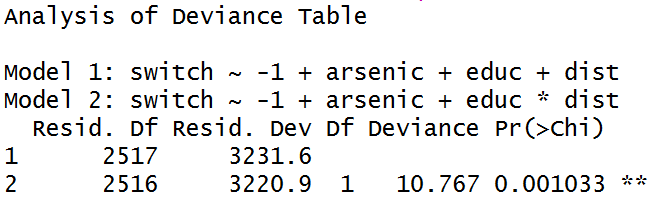 Analysis of Deviance Table
Model 1: switch ~ -1 + arsenic + educ + dist
Model 2: switch ~ -1 + arsenic + educ * dist
Resid. Df Resid. Dev Df Deviance Pr(>Chi)
1 2517 3231.6
2 2516 3220.9 1 10.767 0.001033 **